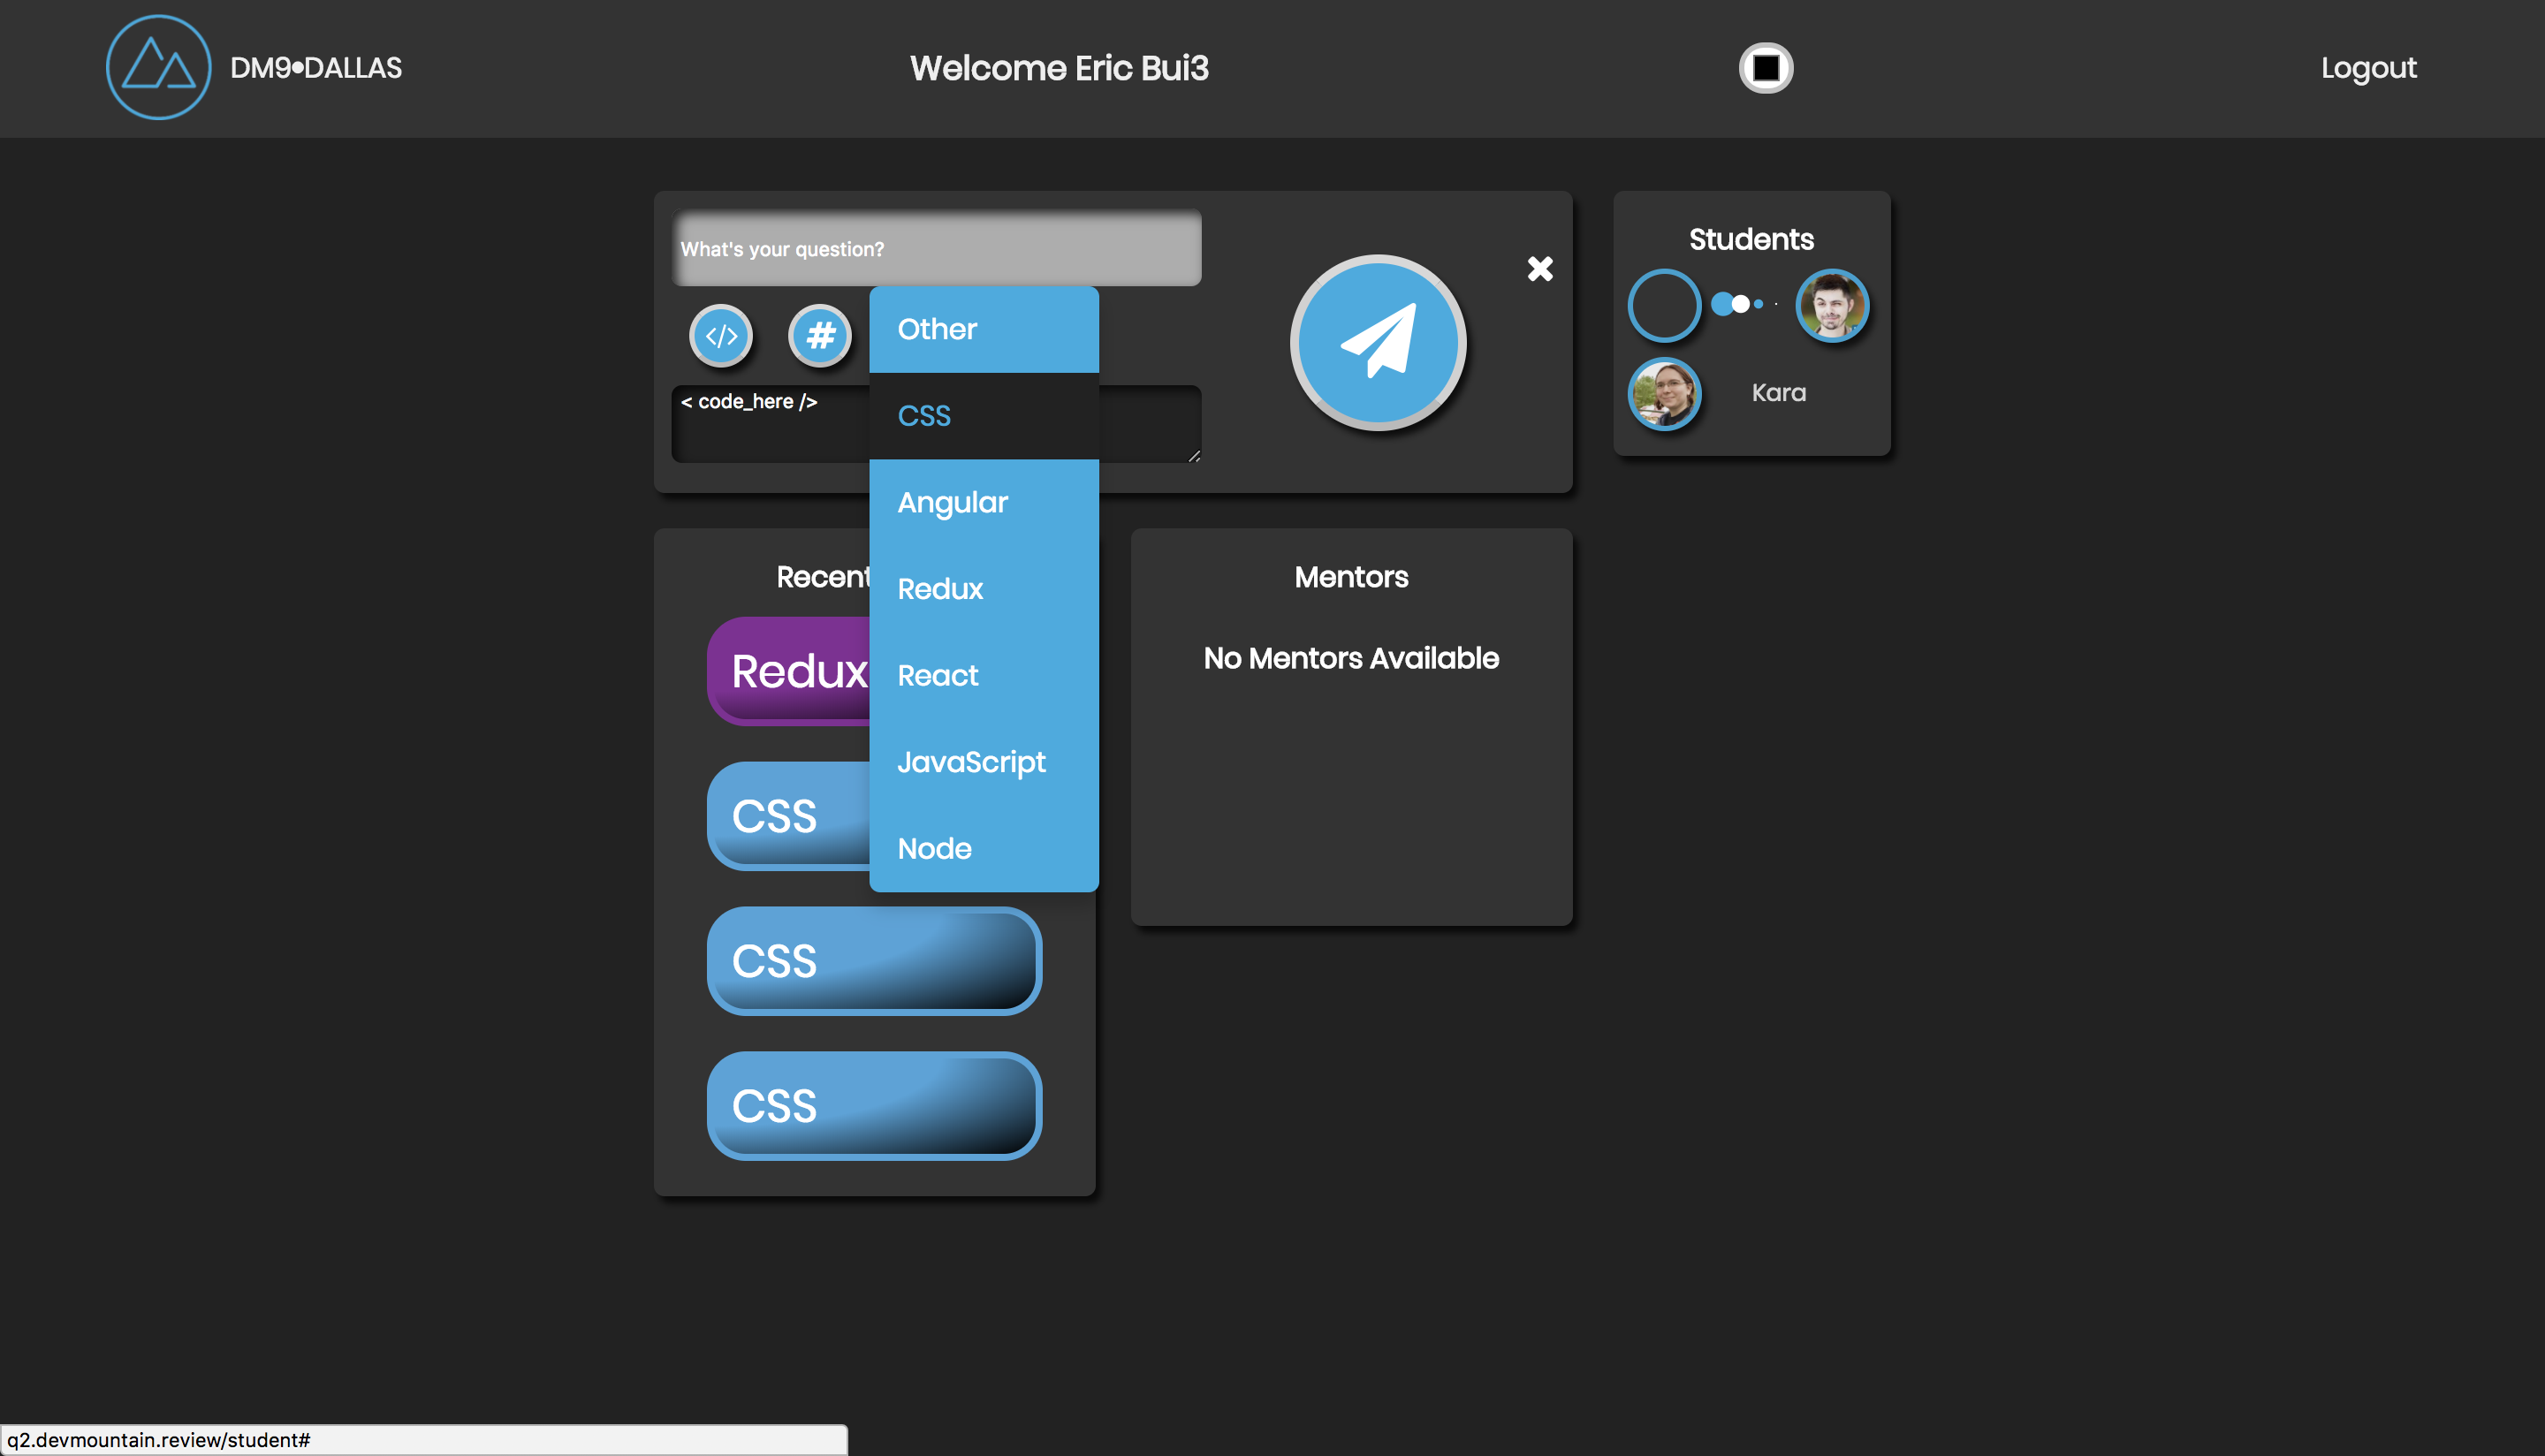 DM9•DALLAS
Welcome Eric Bui3
Logout
What's your question?
</>
#
< code_here />
Other
CSS
Angular
Redux
React
JavaScript
Node
Students
Kara
Recent
Redux
CSS
CSS
CSS
Mentors
No Mentors Available
q2.devmountain.review/student#